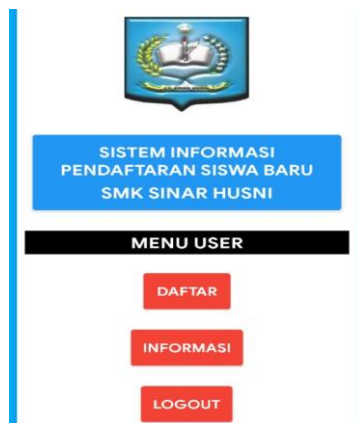 SISTEM INFORMASI
PENDAFTARAN SISWA BARU
SMK SINAR HUSNI
MENU USER
DAFTAR
INFORMASI
LOGOUT